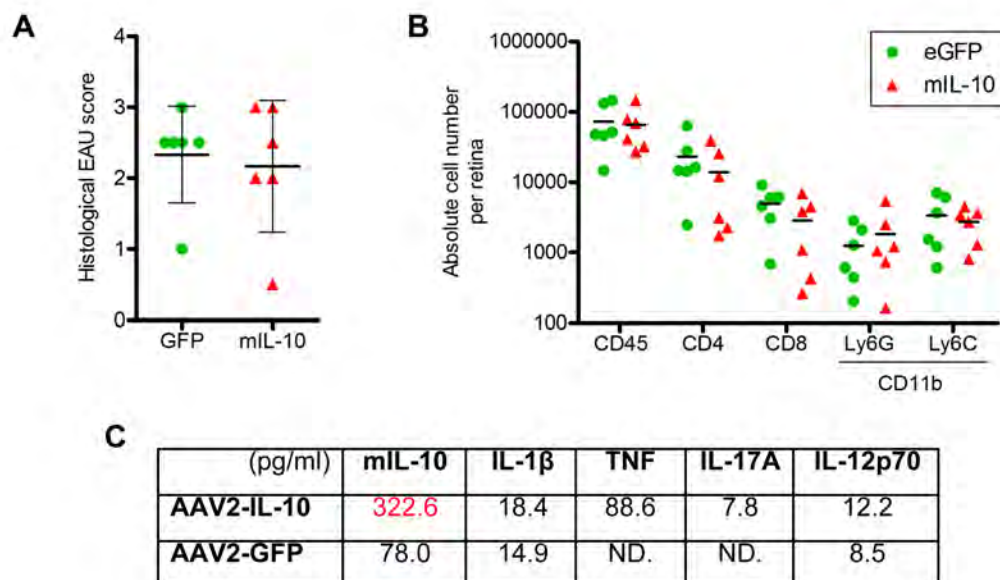 A
Histological EAU score
4
3
2
1
0
GFP mIL-10
B
Absolute cell number
per retina
1000000
100000
10000
1000
100
eGFP
mIL-10
CD45 CD4 CD8 Ly6G Ly6C
CD11b
C
(pg/ml) mIL-10 IL-1β TNF IL-17A IL-12p70
AAV2-IL-10 322.6 18.4 88.6 7.8 12.2
AAV2-GFP 78.0 14.9 ND. ND. 8.5